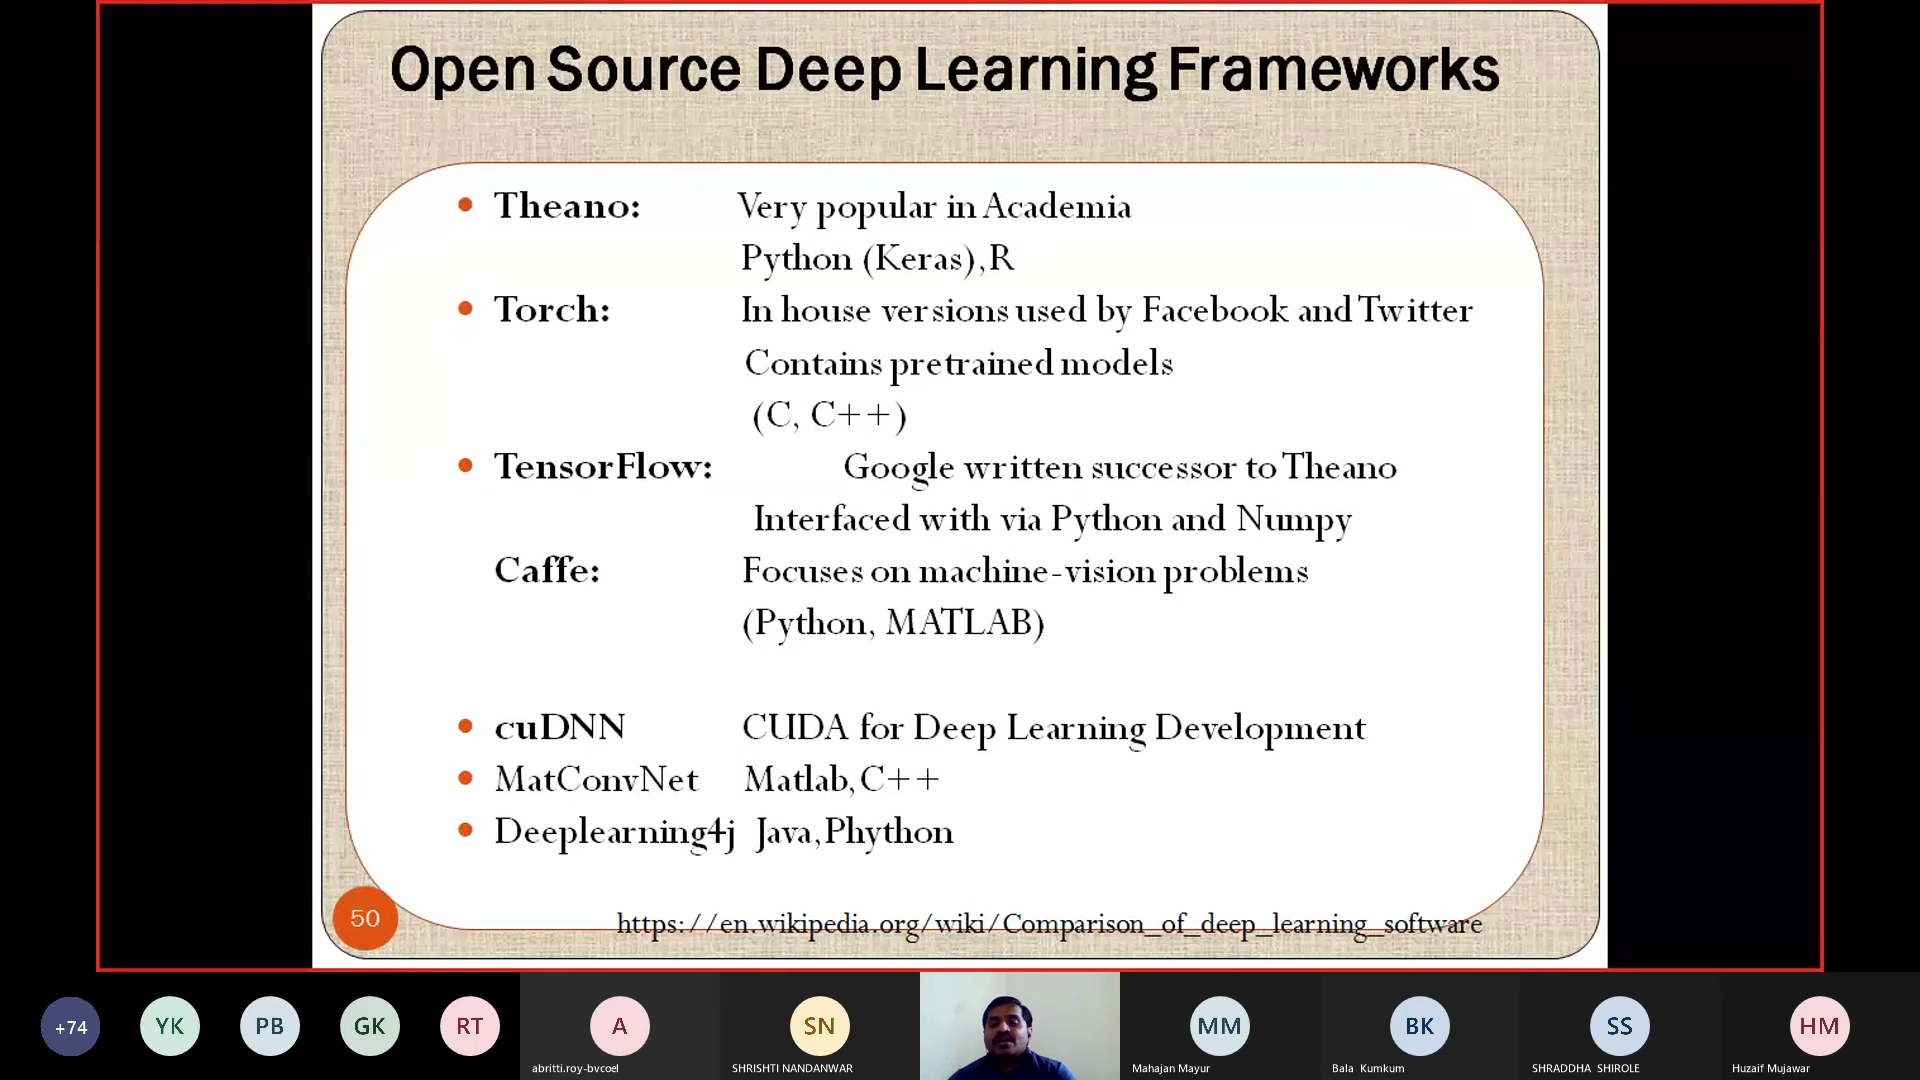 Open Source Deep Learning Frameworks
Theano: Very popular in Academia
Python (Keras), R
Torch: In house versions used by Facebook and Twitter
Contains pretrained models
(C, C++)
TensorFlow: Google written successor to Theano
Interfaced with via Python and Numpy
Caffe: Focuses on machine-vision problems
(Python, MATLAB)
cuDNN CUDA for Deep Learning Development
MatConvNet Matlab, C++
Deeplearning4j Java, Phython
50
https://en.wikipedia.org/wiki/Comparison_of_deep_learning_software
+74 YK PB GK RT A SN MM BK SS HM
abritti.roy-bvcoel SHRISHTI NANDANWAR Mahajan Mayur Bala Kumkum SHRADDHA SHIROLE Huzaif Mujawar